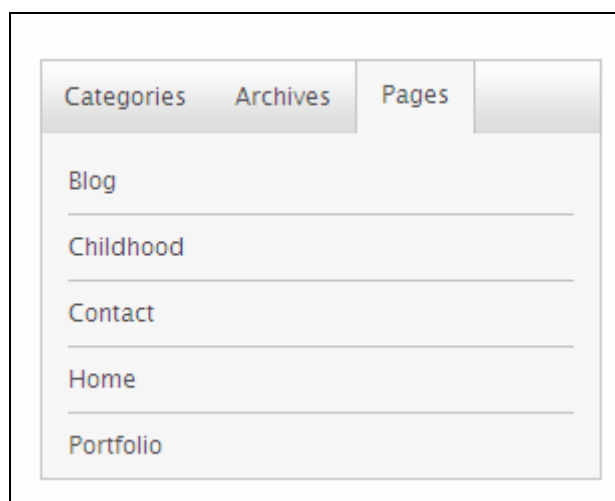 Categories Archives Pages
Blog
Childhood
Contact
Home
Portfolio